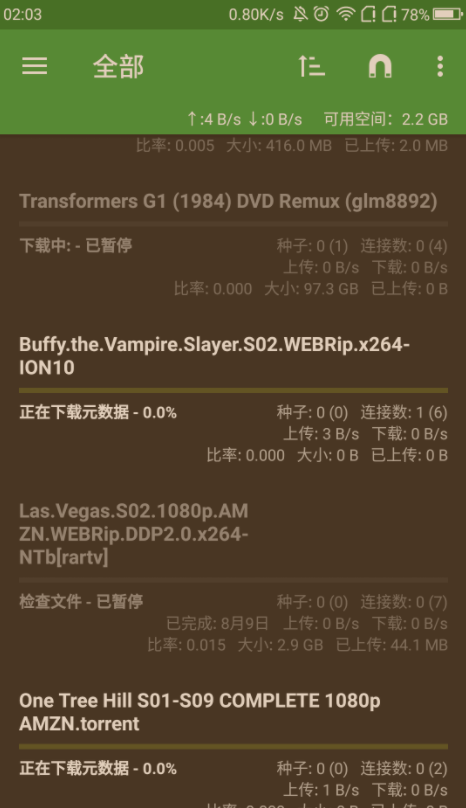 02:03 0.80K/s 78%
全部
↑:4 B/s ↓:0 B/s 可用空间: 2.2 GB
比率: 0.005 大小: 416.0 MB 已上传: 2.0 MB
Transformers G1 (1984) DVD Remux (glm8892)
下载中: - 已暂停 种子: 0 (1) 连接数: 0 (4)
上传: 0 B/s 下载: 0 B/s
比率: 0.000 大小: 97.3 GB 已上传: 0 B
Buffy.the.Vampire.Slayer.S02.WEBRip.x264-
ION10
正在下载元数据 - 0.0% 种子: 0 (0) 连接数: 1 (6)
上传: 3 B/s 下载: 0 B/s
比率: 0.000 大小: 0 B 已上传: 0 B
Las.Vegas.S02.1080p.AM
ZN.WEBRip.DDP2.0.x264-
NTb[rartv]
检查文件 - 已暂停 种子: 0 (0) 连接数: 0 (7)
已完成: 8月9日 上传: 0 B/s 下载: 0 B/s
比率: 0.015 大小: 2.9 GB 已上传: 44.1 MB
One Tree Hill S01-S09 COMPLETE 1080p
AMZN.torrent
正在下载元数据 - 0.0% 种子: 0 (0) 连接数: 0 (2)
上传: 1 B/s 下载: 0 B/s